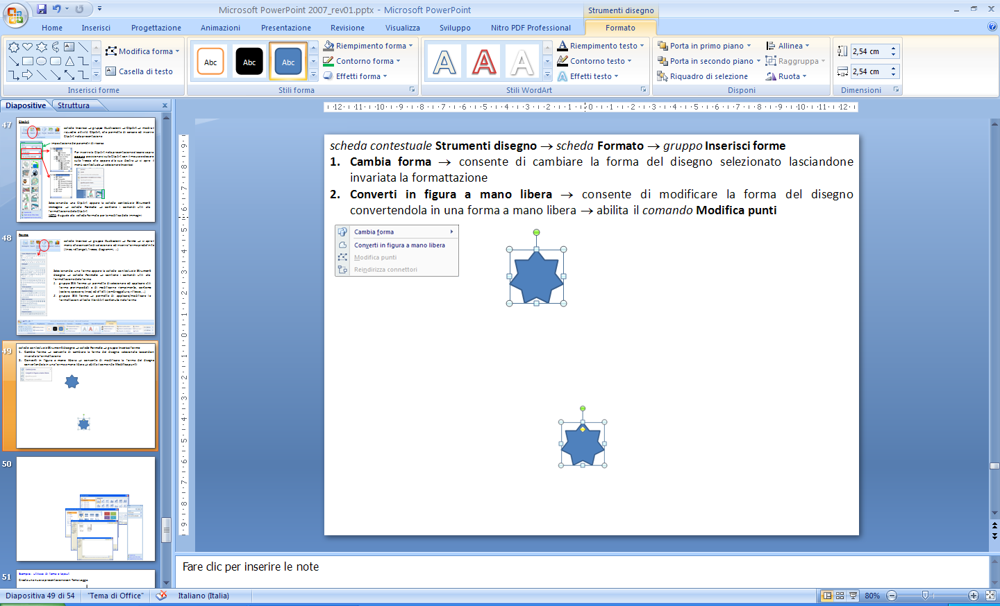 Microsoft PowerPoint 2007_rev01.pptx - Microsoft PowerPoint
Strumenti disegno
Home Inserisci Progettazione Animazioni Presentazione Revisione Visualizza Sviluppo Nitro PDF Professional Formato
Modifica forma
Casella di testo
Inserisci forme
Abc Abc Abc
Riempimento forma
Contorno forma
Effetti forma
Stili forma
A A A
Riempimento testo
Contorno testo
Effetti testo
Stili WordArt
Porta in primo piano
Porta in secondo piano
Riquadro di selezione
Allinea
Raggruppa
Ruota
Disponi
2,54 cm
2,54 cm
Dimensioni
Diapositive Struttura
47
48
49
50
51
scheda contestuale Strumenti disegno → scheda Formato → gruppo Inserisci forme
1. Cambia forma → consente di cambiare la forma del disegno selezionato lasciandone
invariata la formattazione
2. Converti in figura a mano libera → consente di modificare la forma del disegno
convertendola in una forma a mano libera → abilita il comando Modifica punti
Cambia forma
Converti in figura a mano libera
Modifica punti
Reindirizza connettori
Fare clic per inserire le note
Diapositiva 49 di 54 "Tema di Office" Italiano (Italia) 80%